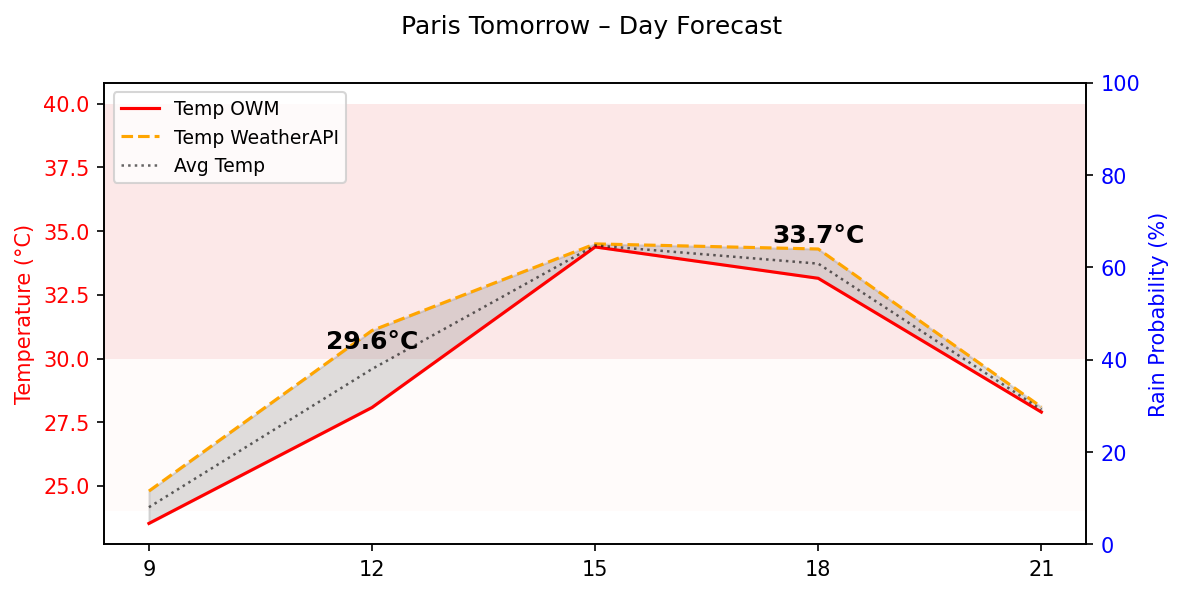 Paris Tomorrow – Day Forecast
Temp OWM
Temp WeatherAPI
Avg Temp
Temperature (°C)
40.0
37.5
35.0
32.5
30.0
27.5
25.0
29.6°C
33.7°C
100
80
60
40
20
0
Rain Probability (%)
9 12 15 18 21